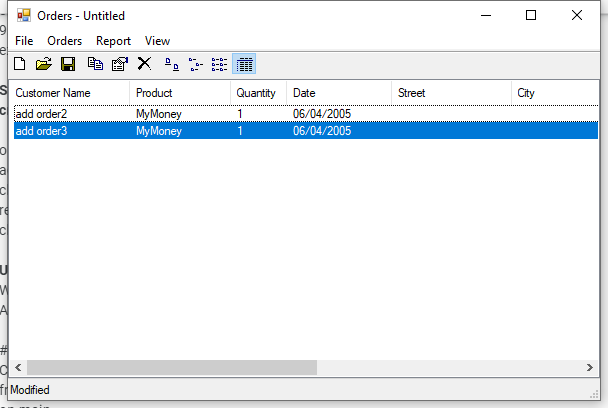 Orders - Untitled
File Orders Report View
Customer Name Product Quantity Date Street City
add order2 MyMoney 1 06/04/2005
add order3 MyMoney 1 06/04/2005
Modified